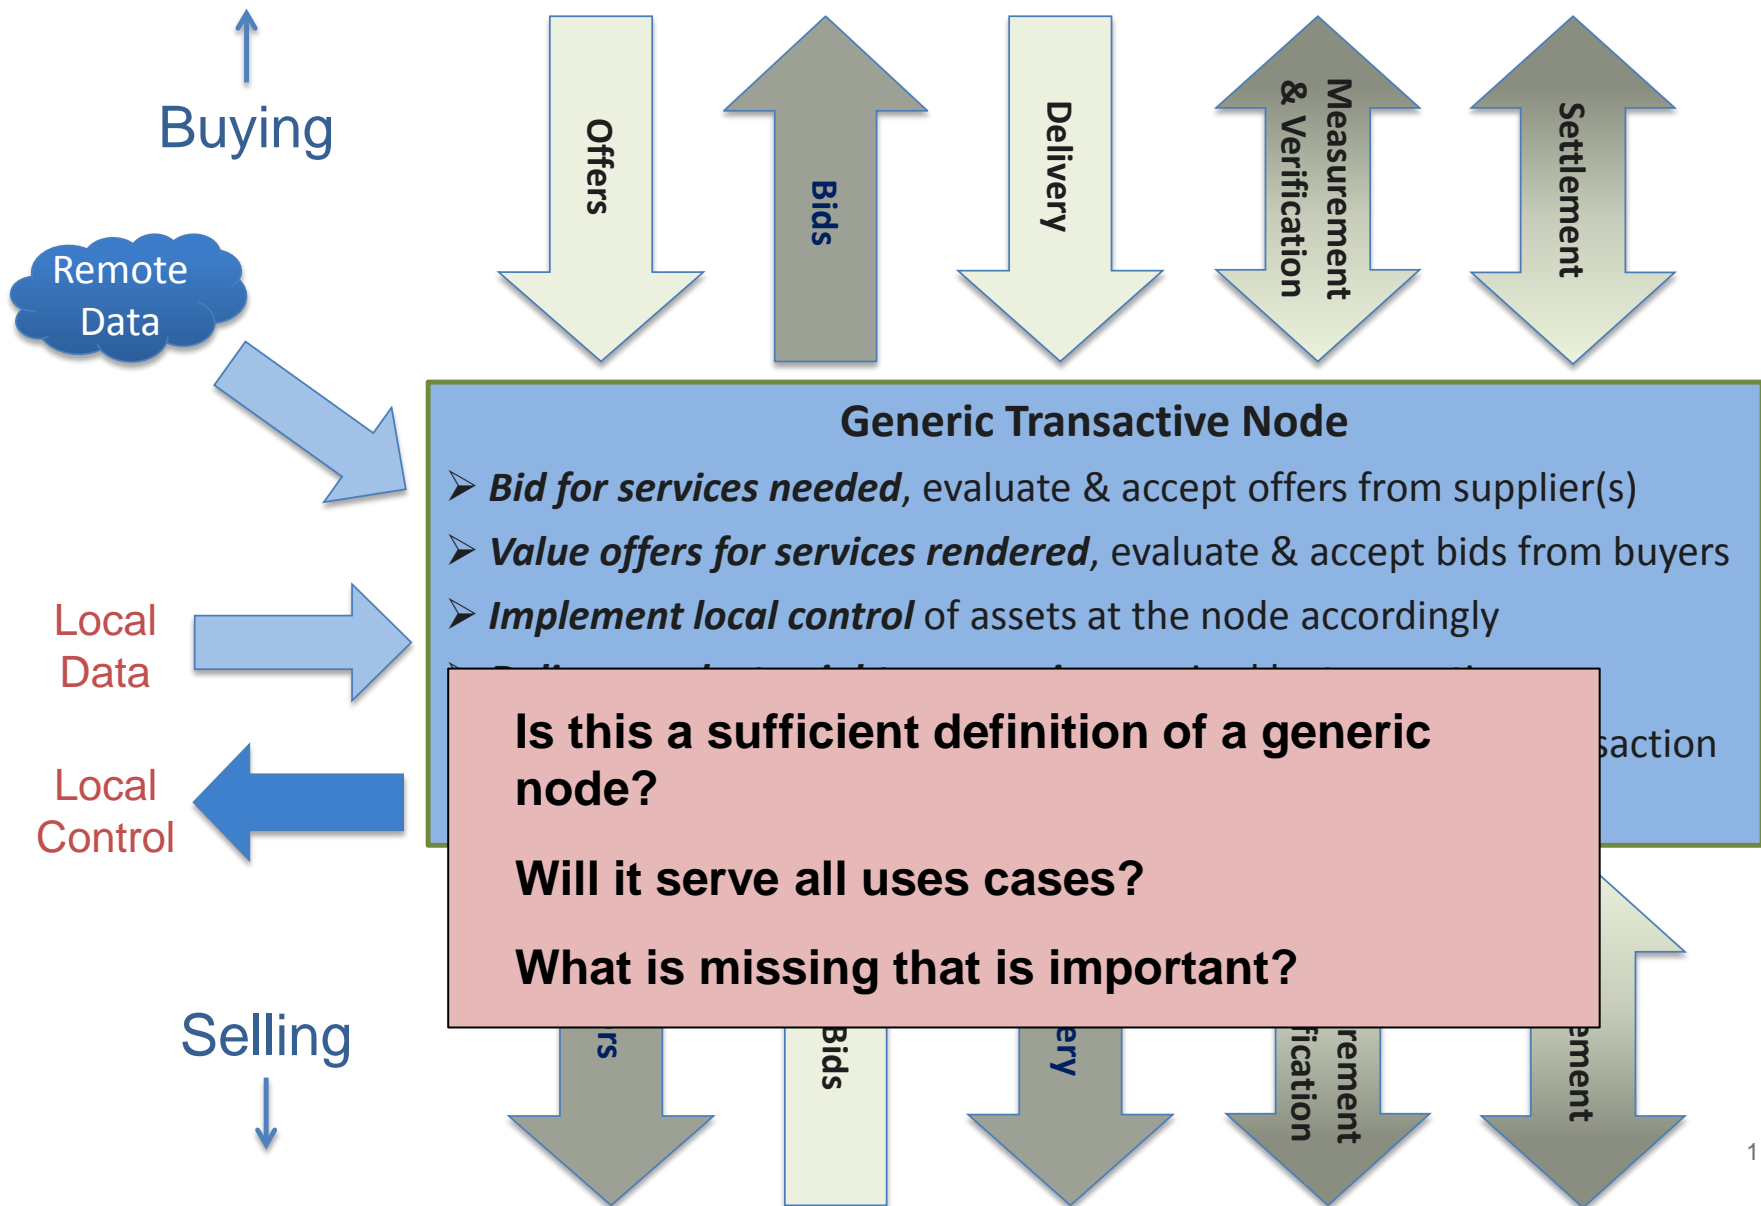 Buying
Offers
Bids
Delivery
Measurement
& Verification
Settlement
Remote
Data
Generic Transactive Node
➢ Bid for services needed, evaluate & accept offers from supplier(s)
➢ Value offers for services rendered, evaluate & accept bids from buyers
➢ Implement local control of assets at the node accordingly
Local
Data
Local
Control
saction
Is this a sufficient definition of a generic
node?
Will it serve all uses cases?
What is missing that is important?
Selling
rs
Bids
ery
rement
fication
ement
1